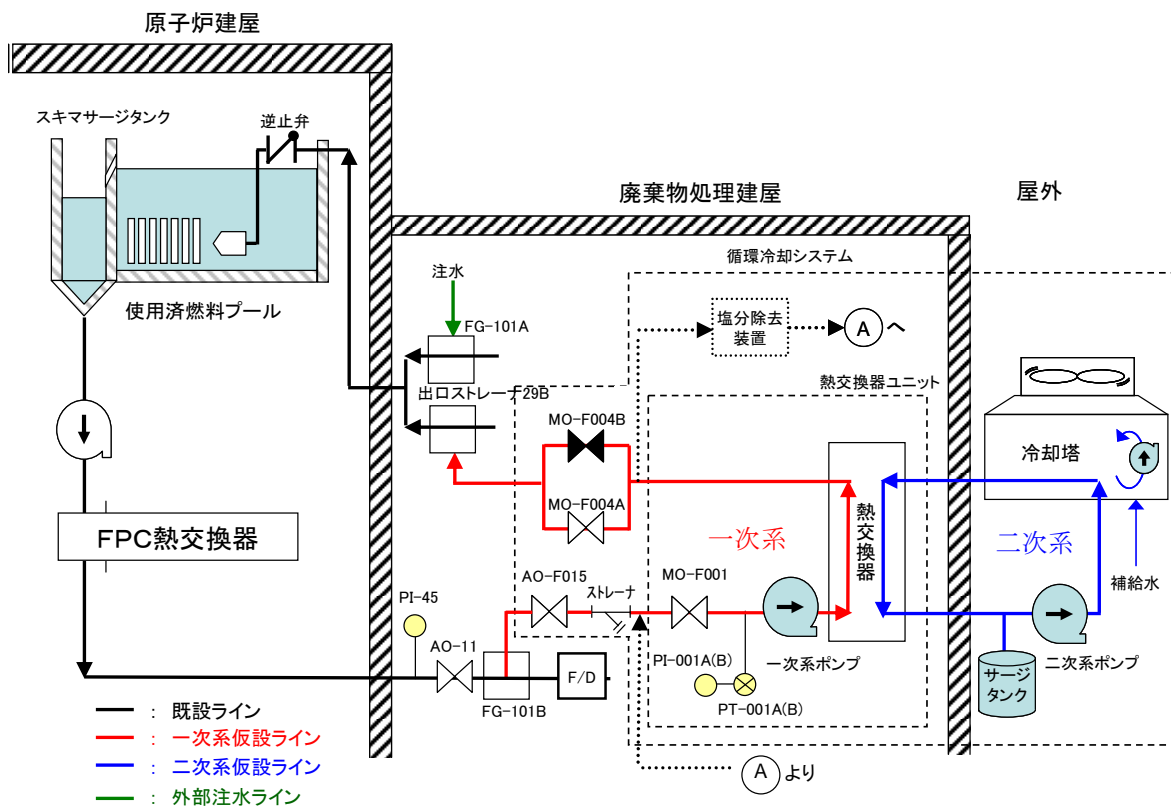 原子炉建屋
スキマサージタンク
逆止弁
使用済燃料プール
FPC熱交換器
廃棄物処理建屋
屋外
循環冷却システム
注水
FG-101A
出口ストレーナ29B
塩分除去
装置
A へ
熱交換器ユニット
MO-F004B
MO-F004A
一次系
熱交換器
冷却塔
二次系
補給水
AO-F015
ストレーナ
MO-F001
PI-45
AO-11
F/D
FG-101B
PI-001A(B)
PT-001A(B)
一次系ポンプ
二次系ポンプ
サージ
タンク
A より
： 既設ライン
： 一次系仮設ライン
： 二次系仮設ライン
： 外部注水ライン